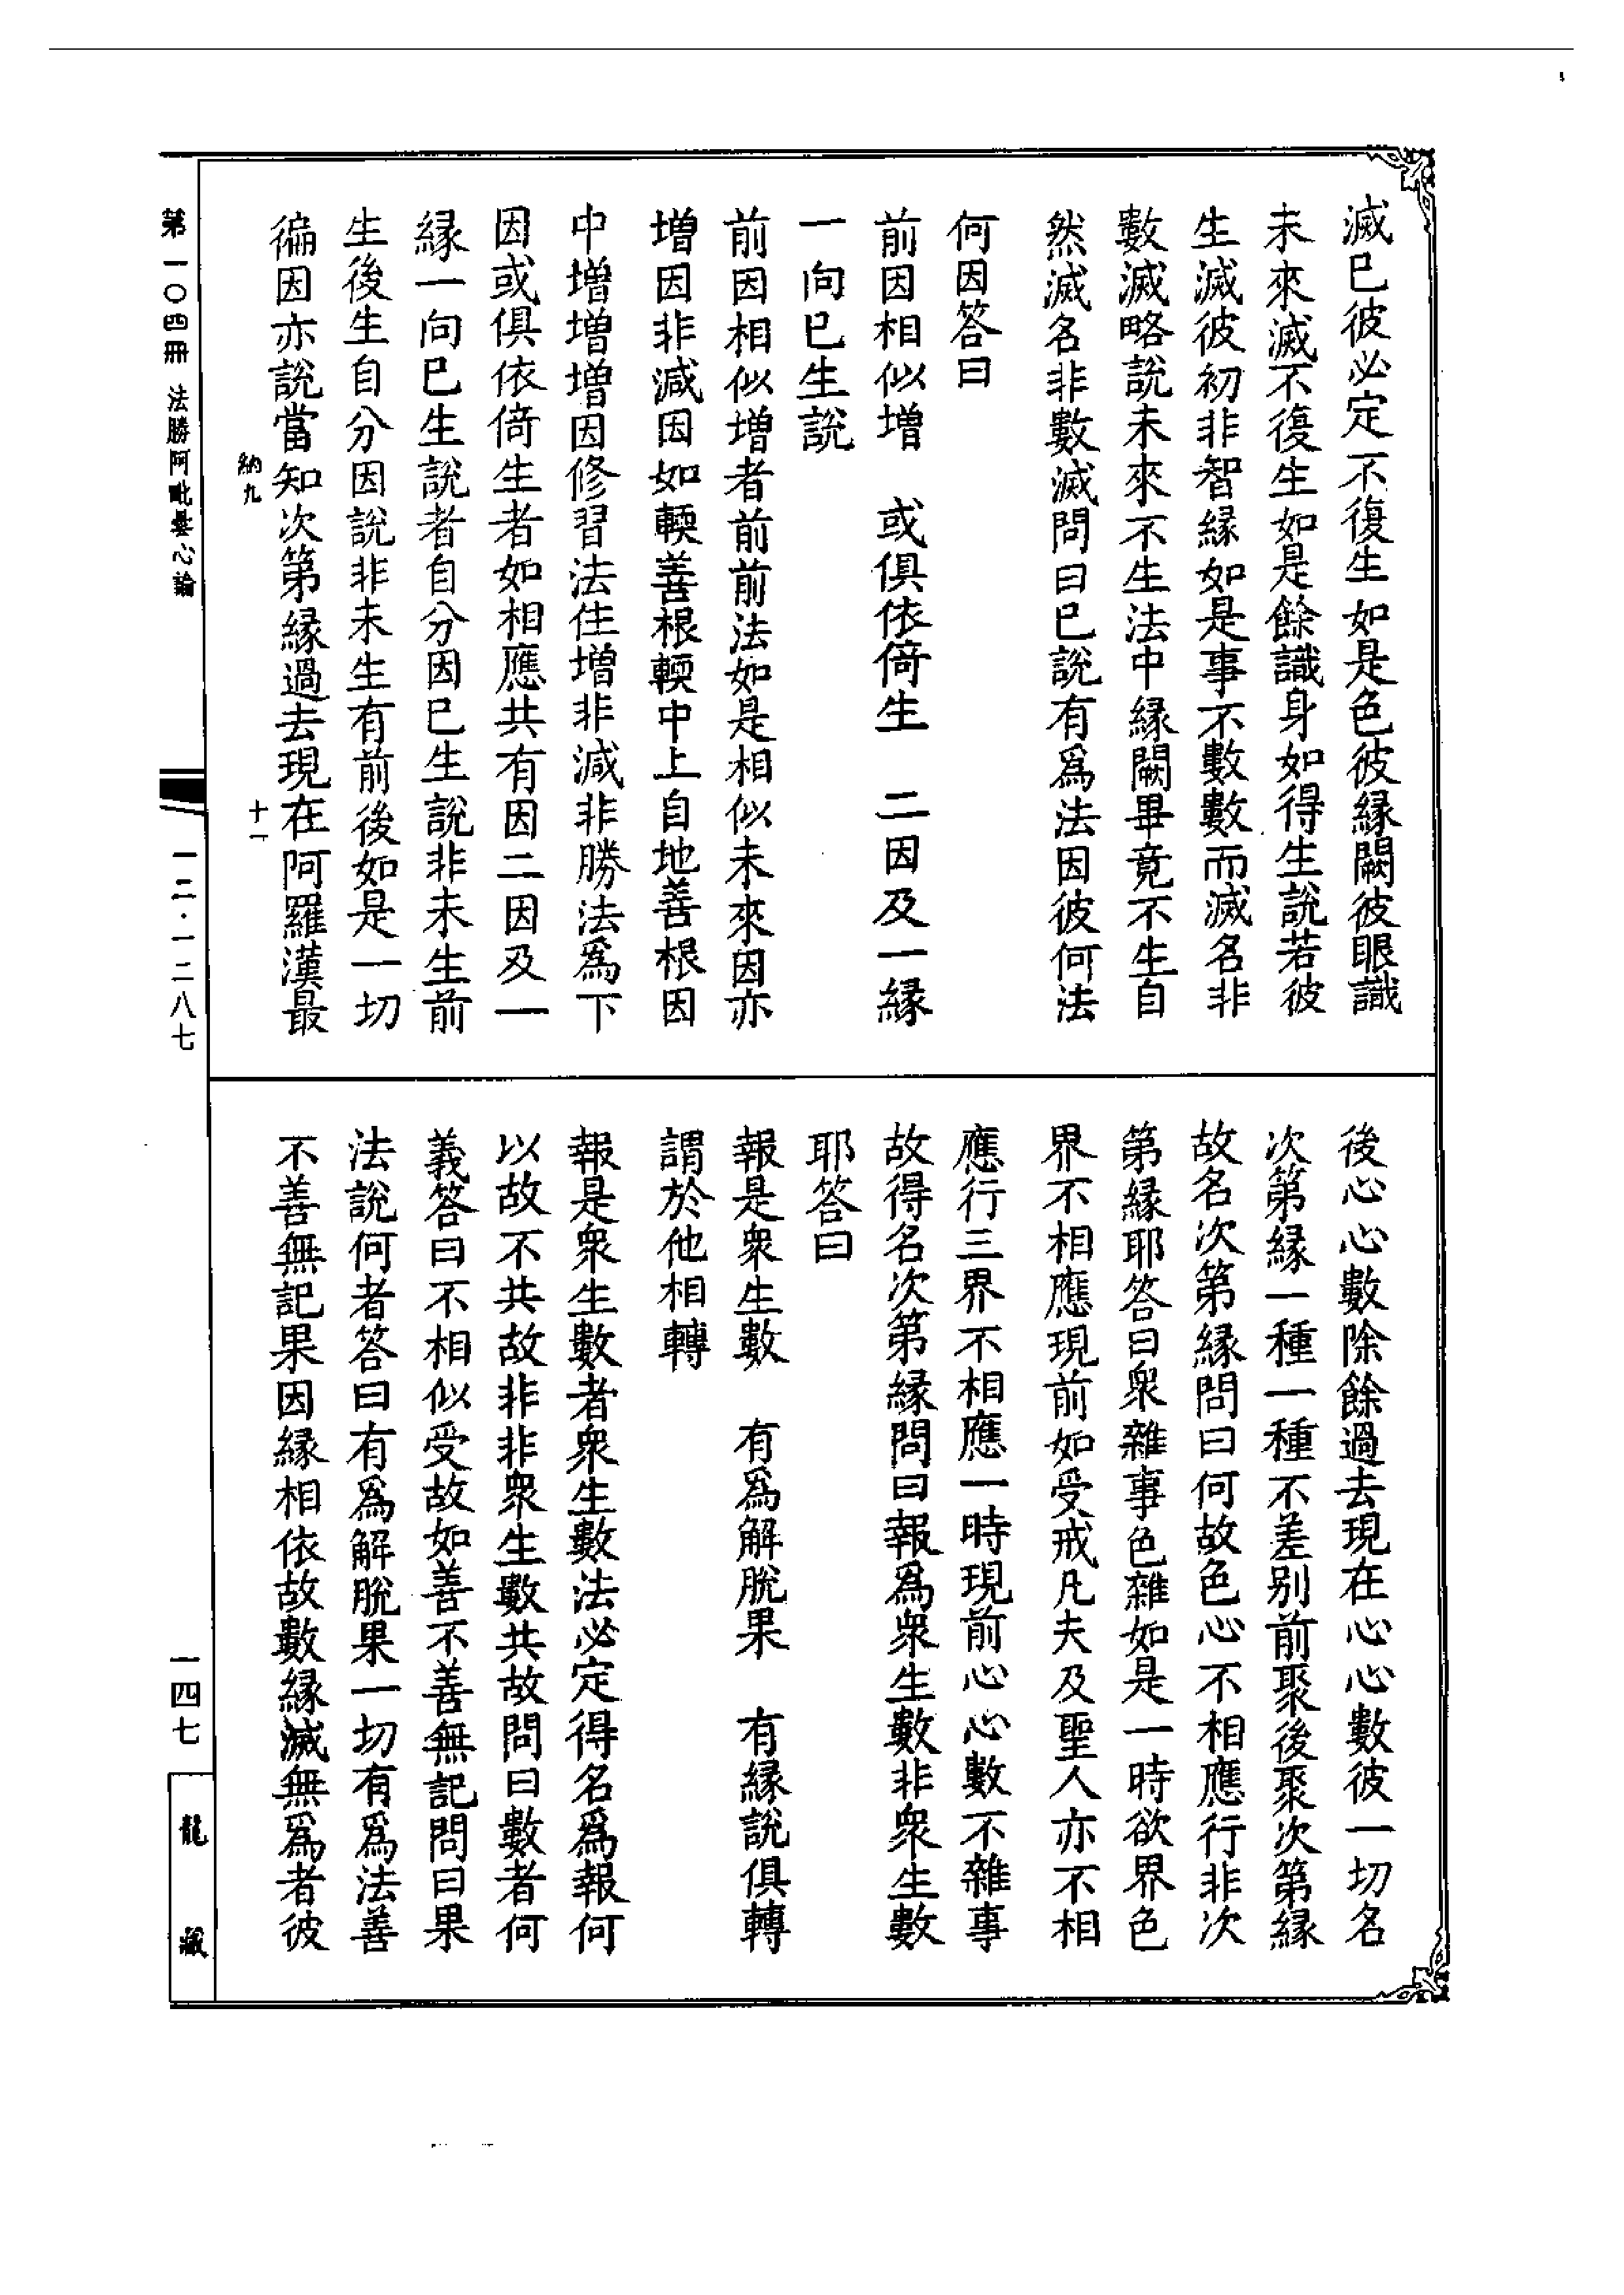 滅已彼必定不復生如是色彼緣闕彼眼識
未來滅不復生如是餘識身如得生說若彼
生滅彼初非智緣如是事不數數而滅名非
數滅略說未來不生法中緣闕畢竟不生自
然滅名非數滅問曰已說有爲法因彼何法
何因答曰
前因相似增　或俱依倚生　二因及一緣
一向已生說
前因相似增者前前法如是相似未來因亦
增因非減因如輭善根輭中上自地善根因
中增增增因修習法住增非減非勝法爲下
因或俱依倚生者如相應共有因二因及一
緣一向已生說者自分因已生說非未生前
生後生自分因說非未生有前後如是一切
徧因亦說當知次第緣過去現在阿羅漢最
後心心數除餘過去現在心心數彼一切名
次第緣一種一種不差别前聚後聚次第緣
故名次第緣問曰何故色心不相應行非次
第緣耶答曰衆雜事色雜如是一時欲界色
界不相應現前如受戒凡夫及聖人亦不相
應行三界不相應一時現前心心數不雜事
故得名次第緣問曰報爲衆生數非衆生數
耶答曰
報是衆生數　有爲解脫果　有緣說俱轉
謂於他相轉
報是衆生數者衆生數法必定得名爲報何
以故不共故非非衆生數共故問曰數者何
義答曰不相似受故如善不善無記問曰果
法說何者答曰有爲解脫果一切有爲法善
不善無記果因緣相依故數緣滅無爲者彼
納九
十一
第一〇四冊　法勝阿毗曇心論
一二·一二八七
一四七
龍藏